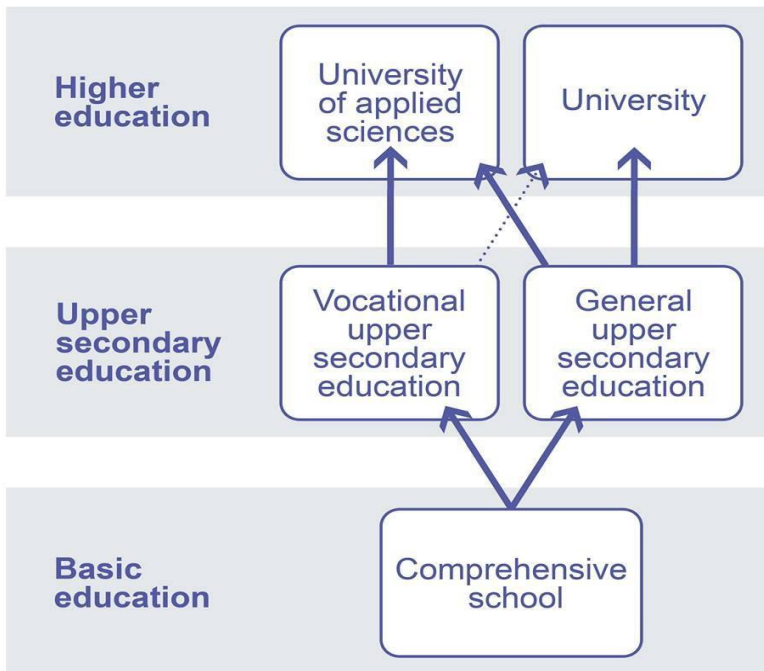 Higher
education
University
of applied
sciences
University
Upper
secondary
education
Vocational
upper
secondary
education
General
upper
secondary
education
Basic
education
Comprehensive
school